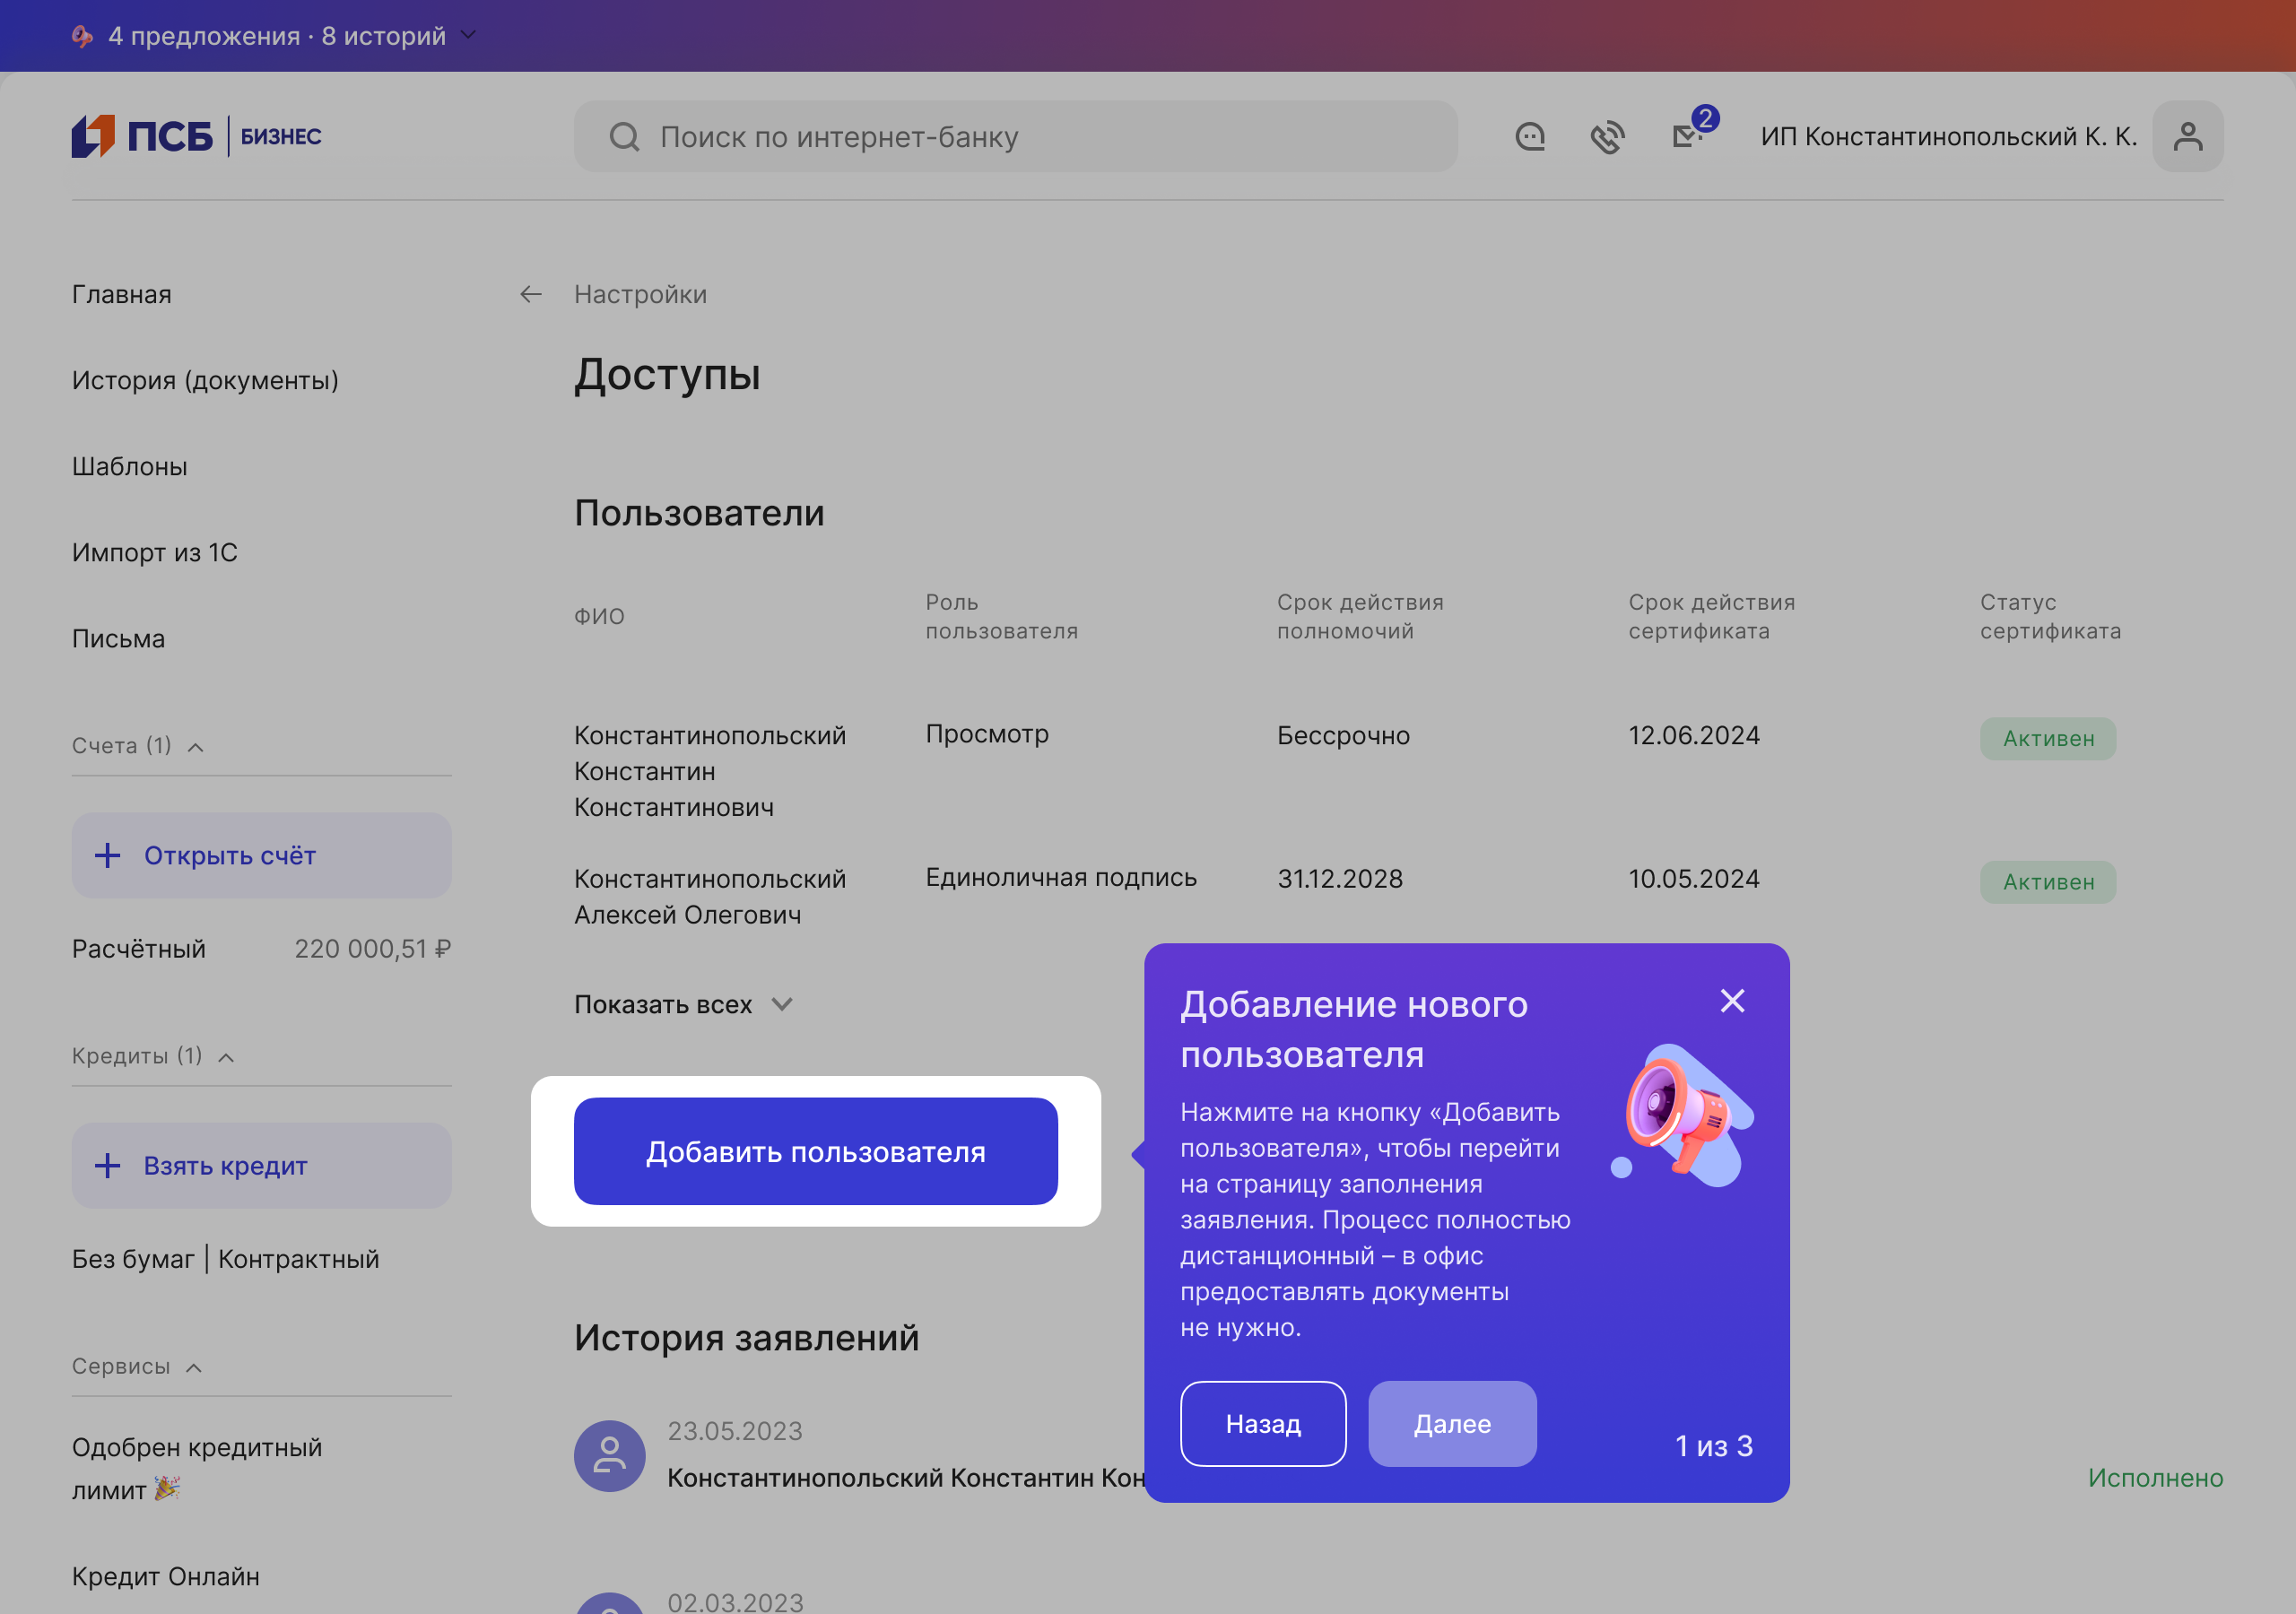 4 предложения · 8 историй
ПСБ БИЗНЕС
Поиск по интернет-банку
2
ИП Константинопольский К. К.
Главная
История (документы)
Шаблоны
Импорт из 1С
Письма
Счета (1)
Открыть счёт
Расчётный 220 000,51 ₽
Кредиты (1)
Взять кредит
Без бумаг | Контрактный
Сервисы
Одобрен кредитный
лимит 🎉
Кредит Онлайн
Настройки
Доступы
Пользователи
ФИО
Роль
пользователя
Срок действия
полномочий
Срок действия
сертификата
Статус
сертификата
Константинопольский
Константин
Константинович
Просмотр
Бессрочно
12.06.2024
Активен
Константинопольский
Алексей Олегович
Единоличная подпись
31.12.2028
10.05.2024
Активен
Показать всех
Добавить пользователя
Добавление нового
пользователя
Нажмите на кнопку «Добавить
пользователя», чтобы перейти
на страницу заполнения
заявления. Процесс полностью
дистанционный – в офис
предоставлять документы
не нужно.
Назад
Далее
1 из 3
История заявлений
23.05.2023
Константинопольский Константин Кон
Исполнено
02.03.2023